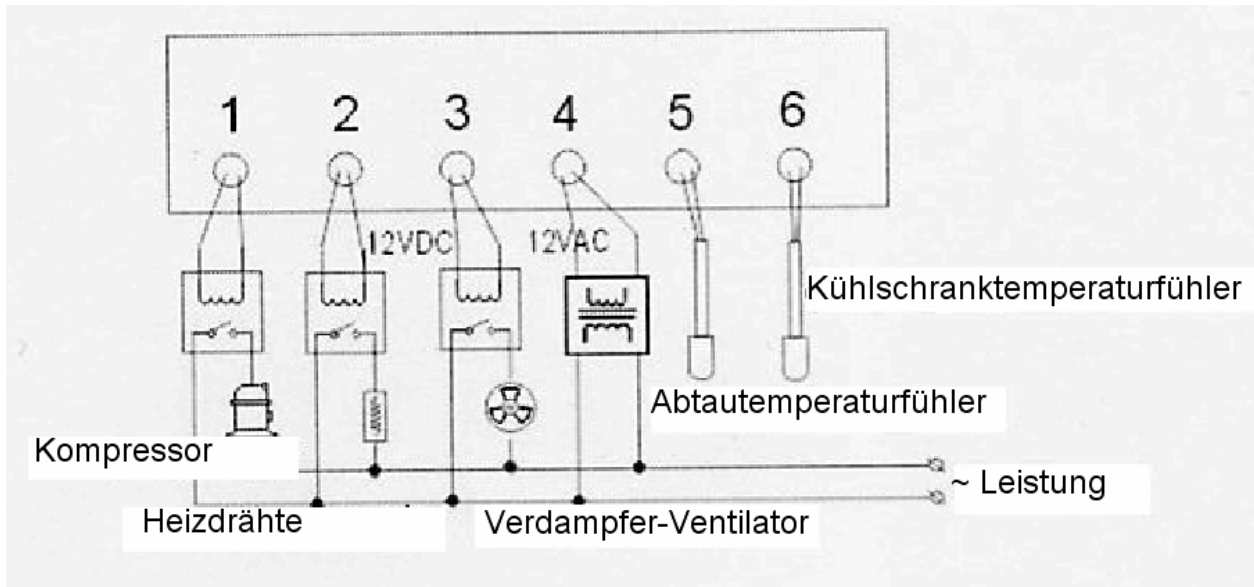 1 2 3 4 5 6
12VDC 12VAC
Kühlschranktemperaturfühler
Abtautemperaturfühler
Kompressor
~ Leistung
Heizdrähte Verdampfer-Ventilator